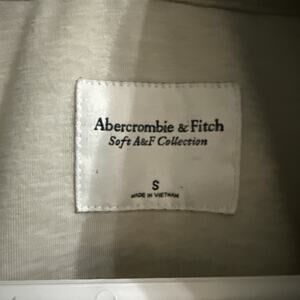 Abercrombie & Fitch
Soft A&F Collection
S
MADE IN VIETNAM